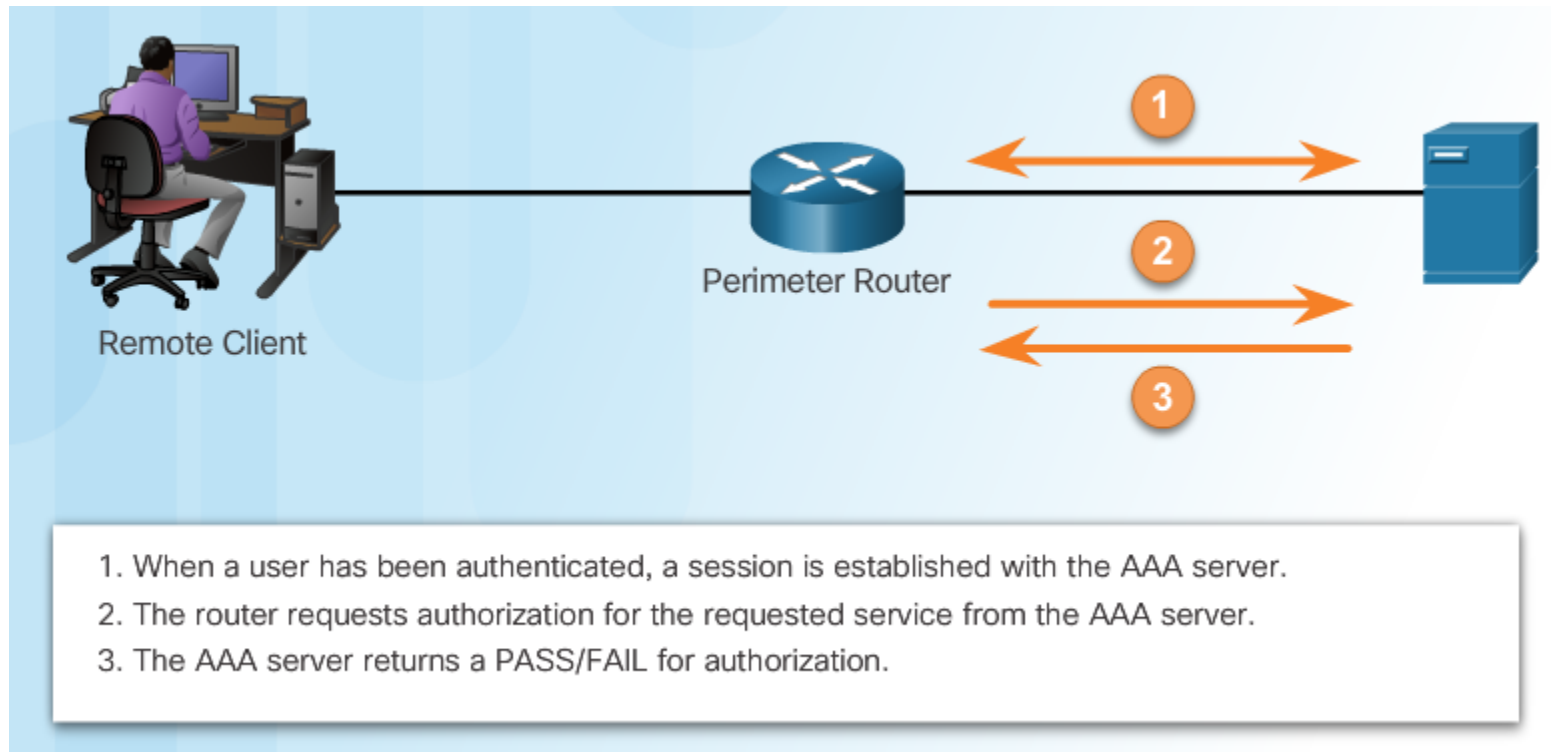 1
2
Perimeter Router
Remote Client
3
1. When a user has been authenticated, a session is established with the AAA server.
2. The router requests authorization for the requested service from the AAA server.
3. The AAA server returns a PASS/FAIL for authorization.